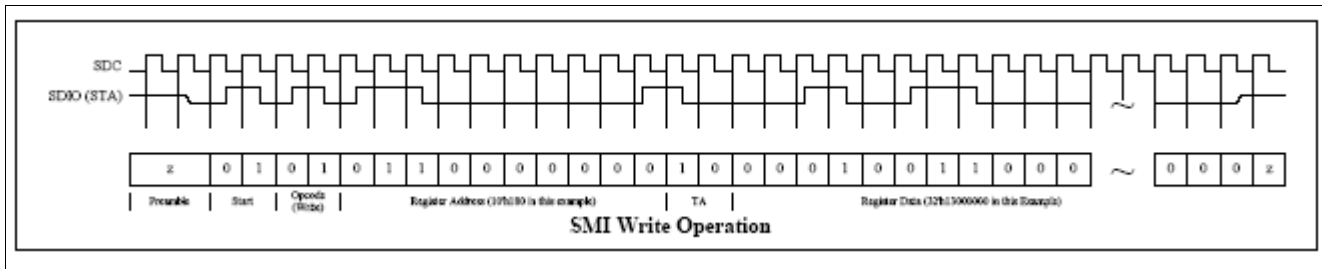 SDC
SDIO (STA)
z 0 1 0 1 0 1 1 0 0 0 0 0 0 0 1 0 0 0 0 1 0 0 1 1 0 0 0 ~ 0 0 0 z
Preamble Start Opcode (Write) Register Address (10'h180 in this example) TA Register Data (32'h13000000 in this Example)
SMI Write Operation